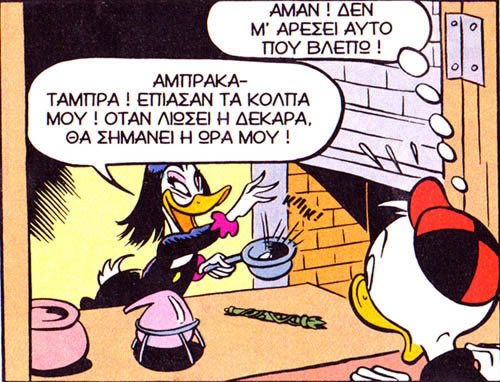 ΑΜΑΝ ! ΔΕΝ
Μ' ΑΡΕΣΕΙ ΑΥΤΟ
ΠΟΥ ΒΛΕΠΩ !
ΑΜΠΡΑΚΑ-
ΤΑΜΠΡΑ ! ΕΠΙΑΣΑΝ ΤΑ ΚΟΛΠΑ
ΜΟΥ ! ΟΤΑΝ ΛΙΩΣΕΙ Η ΔΕΚΑΡΑ,
ΘΑ ΣΗΜΑΝΕΙ Η ΩΡΑ ΜΟΥ !
ΚΛΙΚ!